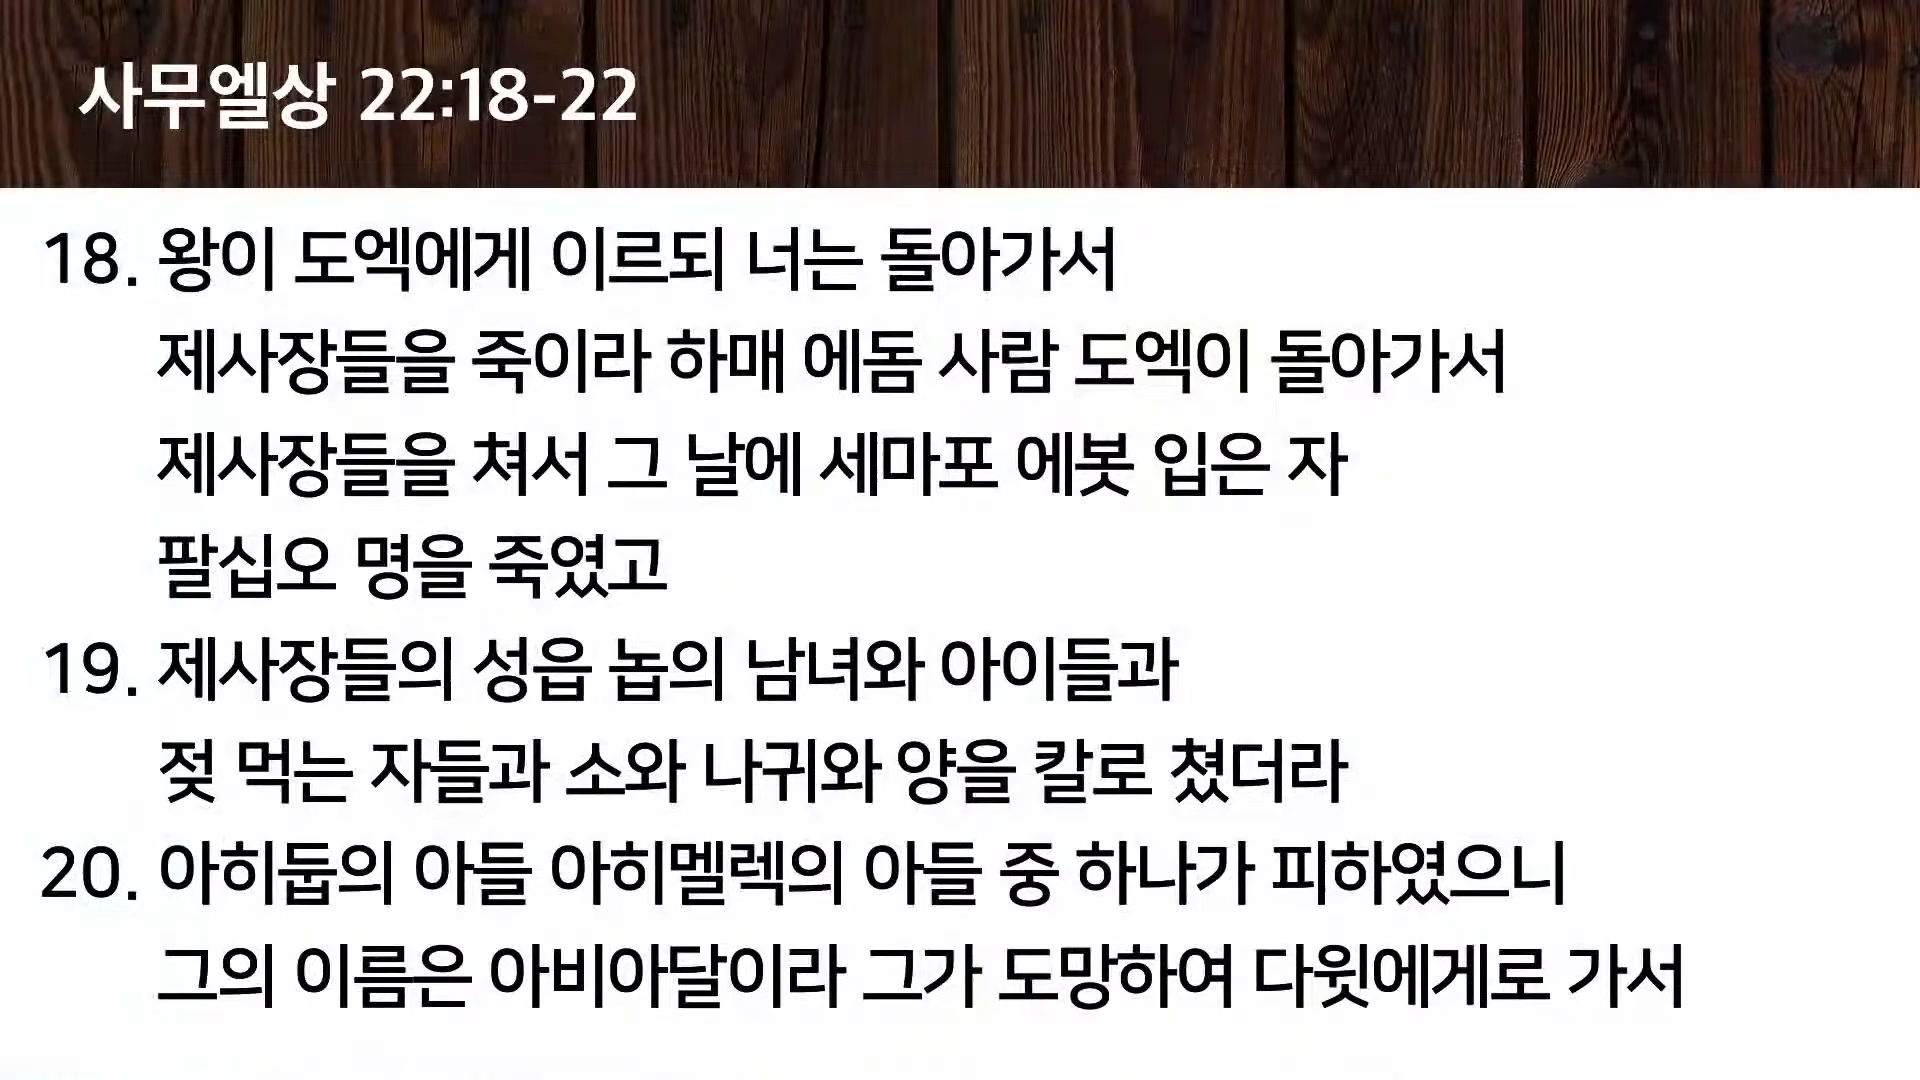 사무엘상 22:18-22
18. 왕이 도엑에게 이르되 너는 돌아가서
제사장들을 죽이라 하매 에돔 사람 도엑이 돌아가서
제사장들을 쳐서 그 날에 세마포 에봇 입은 자
팔십오 명을 죽였고
19. 제사장들의 성읍 놉의 남녀와 아이들과
젖 먹는 자들과 소와 나귀와 양을 칼로 쳤더라
20. 아히둡의 아들 아히멜렉의 아들 중 하나가 피하였으니
그의 이름은 아비아달이라 그가 도망하여 다윗에게로 가서